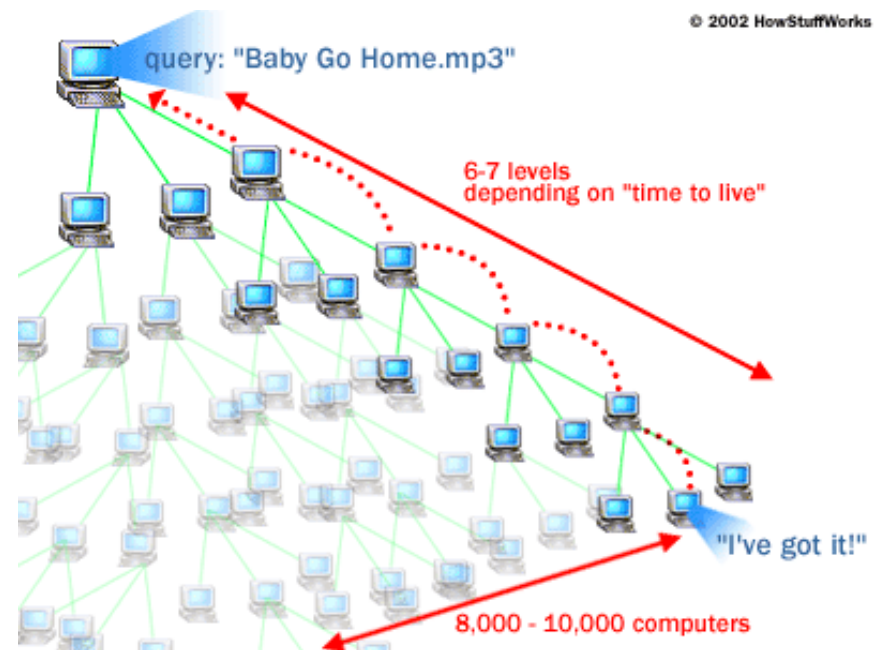 © 2002 HowStuffWorks
query: "Baby Go Home.mp3"
6-7 levels
depending on "time to live"
"I've got it!"
8,000 - 10,000 computers